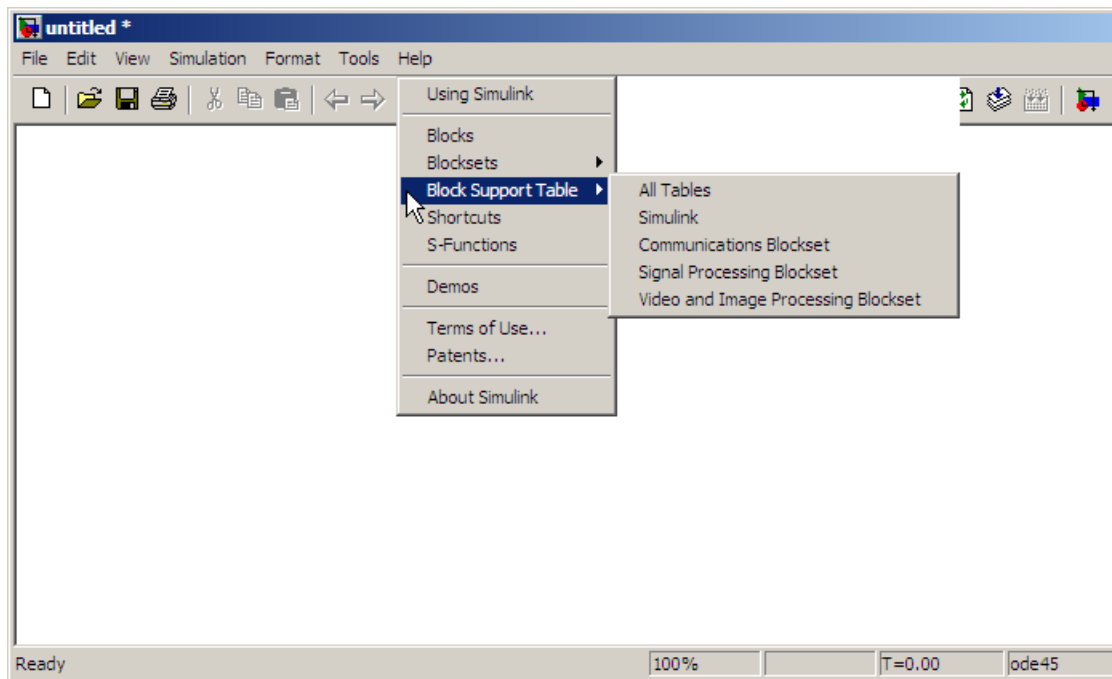 untitled *
File Edit View Simulation Format Tools Help
Using Simulink
Blocks
Blocksets
Block Support Table
Shortcuts
S-Functions
Demos
Terms of Use...
Patents...
About Simulink
All Tables
Simulink
Communications Blockset
Signal Processing Blockset
Video and Image Processing Blockset
Ready 100% T=0.00 ode45